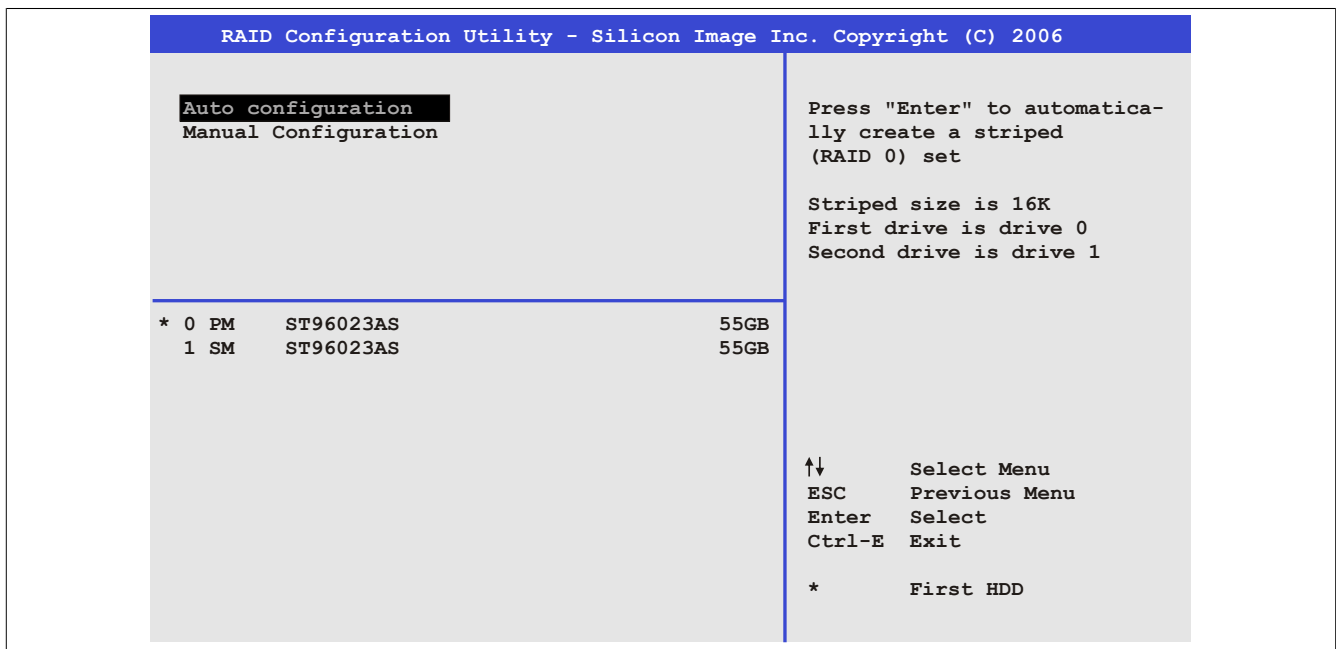 RAID Configuration Utility - Silicon Image Inc. Copyright (C) 2006
Auto configuration
Manual Configuration
* 0 PM ST96023AS 55GB
1 SM ST96023AS 55GB
Press "Enter" to automatica-
lly create a striped
(RAID 0) set
Striped size is 16K
First drive is drive 0
Second drive is drive 1
↑↓ Select Menu
ESC Previous Menu
Enter Select
Ctrl-E Exit
* First HDD